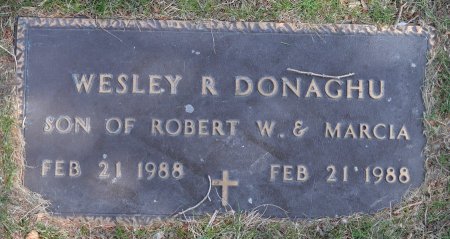 WESLEY R DONAGHU
SON OF ROBERT W. & MARCIA
FEB 21 1988 FEB 21 1988